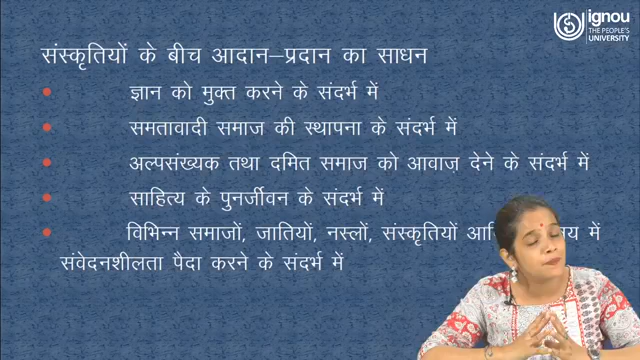 ignou
THE PEOPLE'S
UNIVERSITY
संस्कृतियों के बीच आदान–प्रदान का साधन
ज्ञान को मुक्त करने के संदर्भ में
समतावादी समाज की स्थापना के संदर्भ में
अल्पसंख्यक तथा दमित समाज को आवाज़ देने के संदर्भ में
साहित्य के पुनर्जीवन के संदर्भ में
विभिन्न समाजों, जातियों, नस्लों, संस्कृतियों में
संवेदनशीलता पैदा करने के संदर्भ में